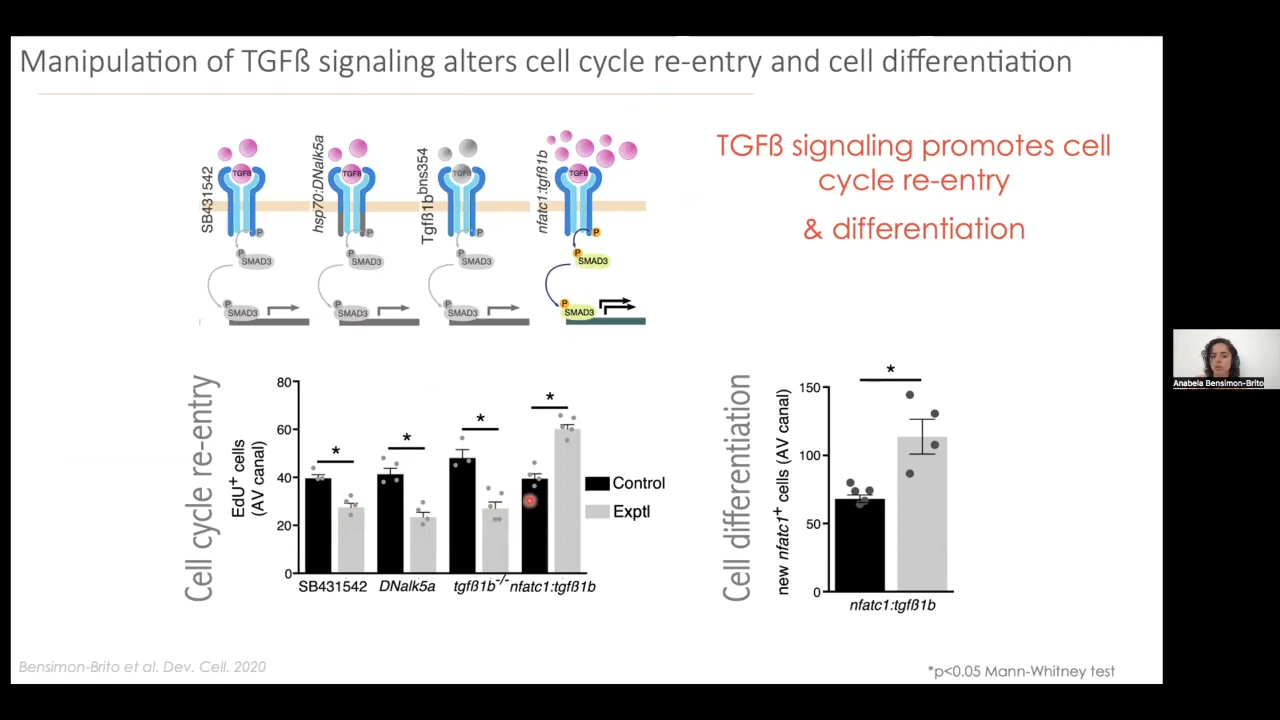 Manipulation of TGFß signaling alters cell cycle re-entry and cell differentiation
SB431542
hsp70:DNalk5a
Tgfß1b bns354
nfatc1:tgfß1b
TGFß
TGFß
TGFß
TGFß
P
P
P
P
P
SMAD3
P
SMAD3
P
SMAD3
P
SMAD3
P
SMAD3
P
SMAD3
P
SMAD3
P
SMAD3
TGFß signaling promotes cell
cycle re-entry
& differentiation
Cell cycle re-entry
EdU+ cells
(AV canal)
80
60
40
20
0
*
*
*
*
SB431542
DNalk5a
tgfß1b-/-
nfatc1:tgfß1b
Control
Exptl
Cell differentiation
new nfatc1+ cells (AV canal)
150
100
50
0
*
nfatc1:tgfß1b
Anabela Bensimon-Brito
Bensimon-Brito et al. Dev. Cell. 2020
*p<0.05 Mann-Whitney test